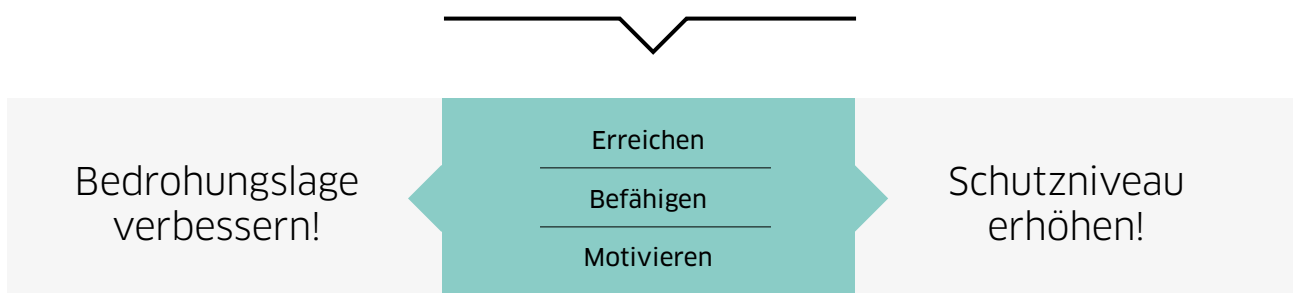 Bedrohungslage
verbessern!
Erreichen
Befähigen
Motivieren
Schutzniveau
erhöhen!